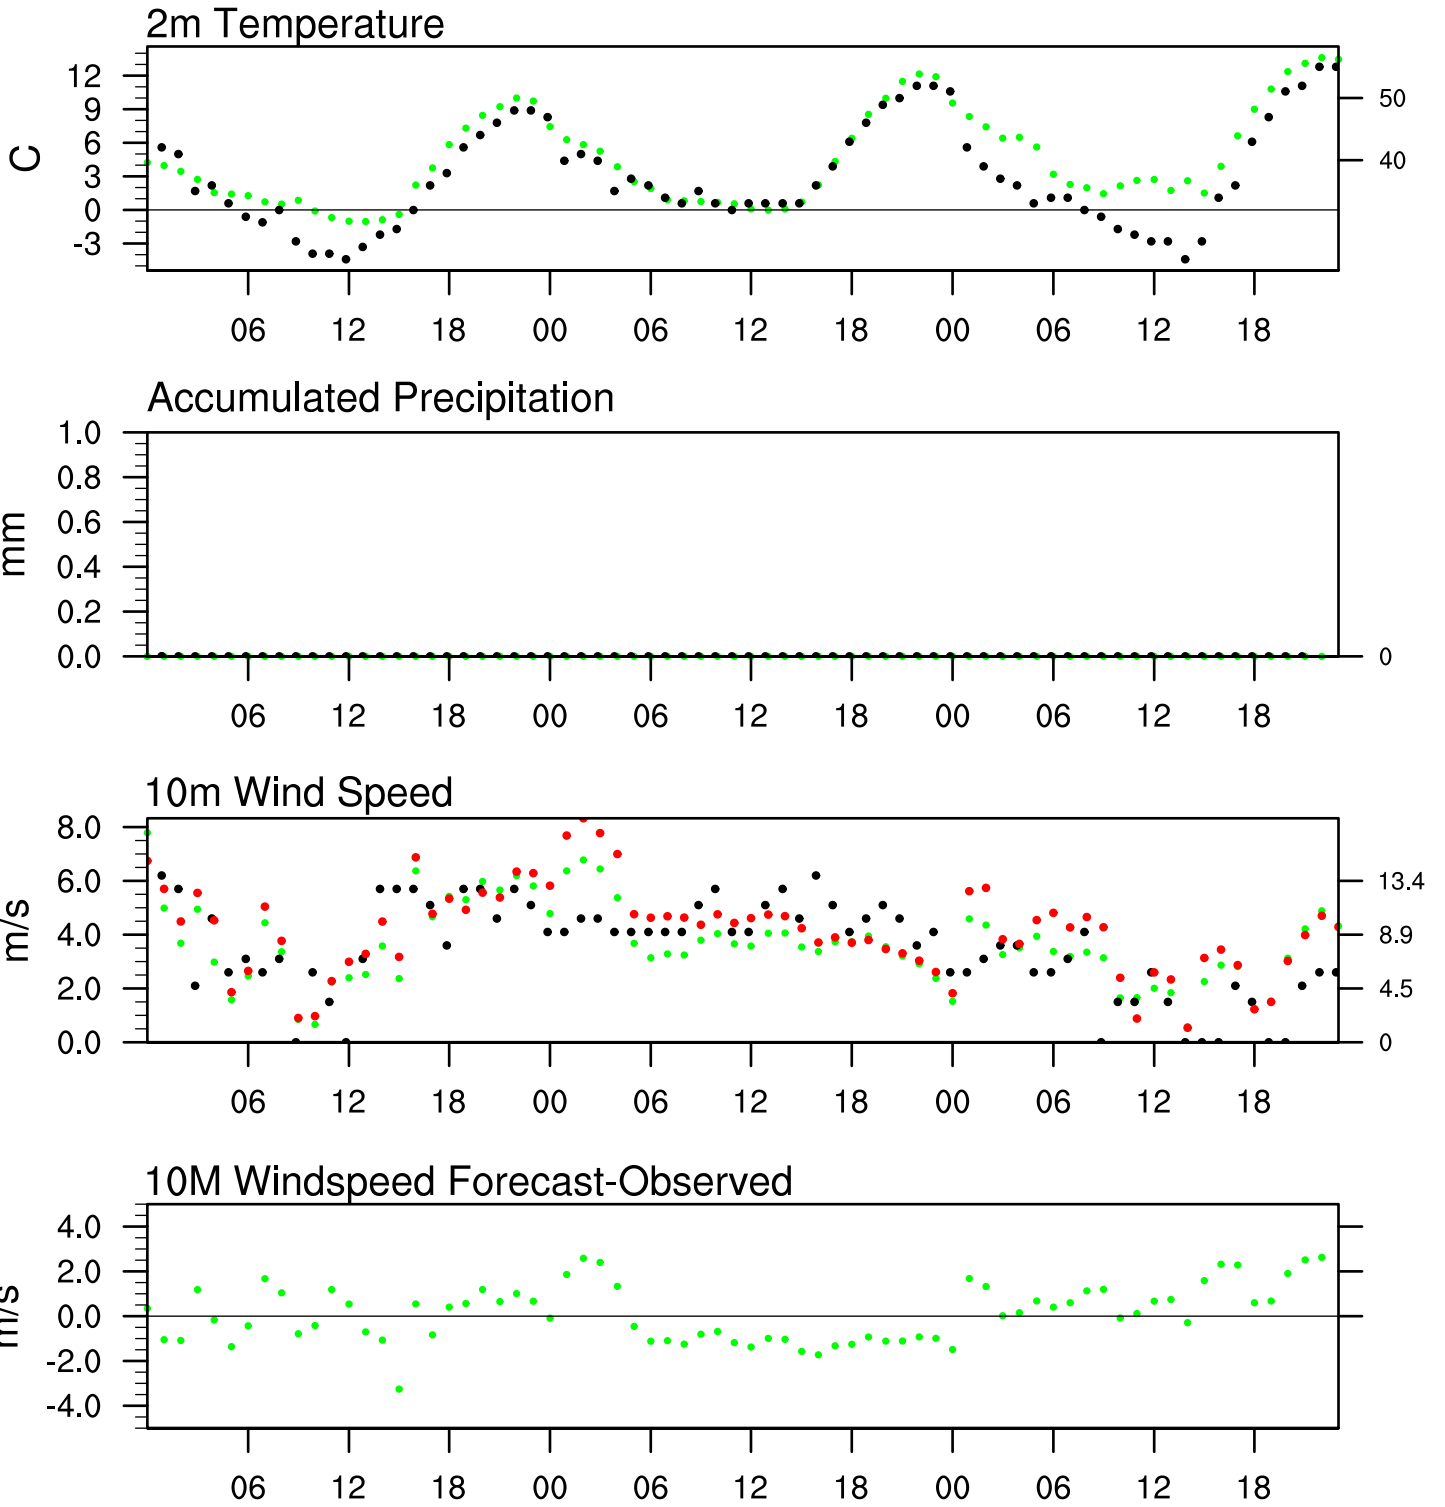 2m Temperature
12
9
6
3
0
-3
C
50
40
06 12 18 00 06 12 18 00 06 12 18
Accumulated Precipitation
1.0
0.8
0.6
0.4
0.2
0.0
mm
0
06 12 18 00 06 12 18 00 06 12 18
10m Wind Speed
8.0
6.0
4.0
2.0
0.0
m/s
13.4
8.9
4.5
0
06 12 18 00 06 12 18 00 06 12 18
10M Windspeed Forecast-Observed
4.0
2.0
0.0
-2.0
-4.0
m/s
06 12 18 00 06 12 18 00 06 12 18